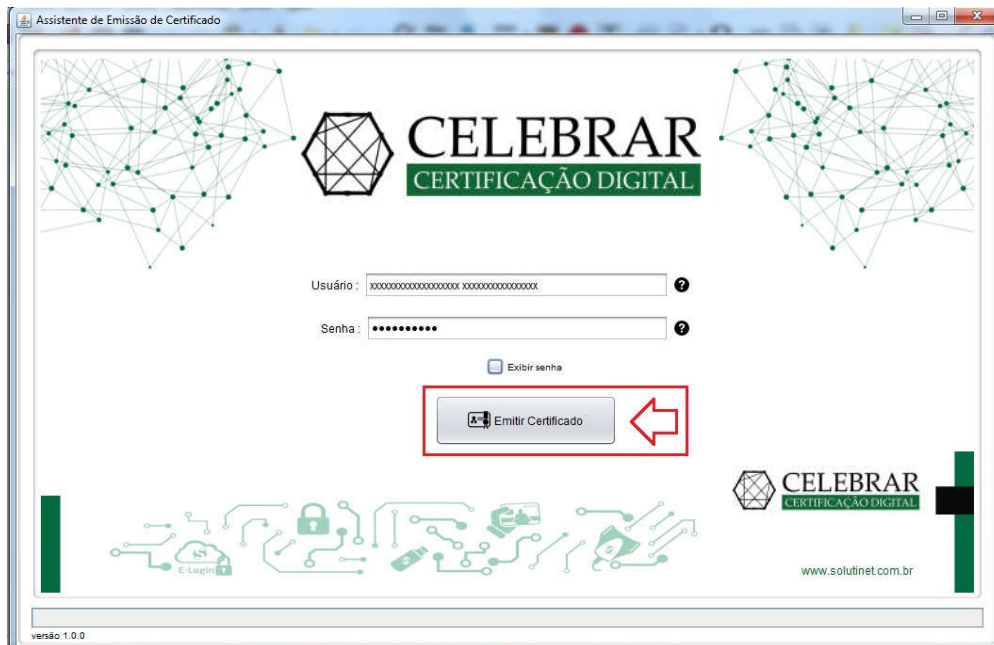 Assistente de Emissão de Certificado
CELEBRAR
CERTIFICAÇÃO DIGITAL
Usuário : xxxxxxxxxxxxxxxxxxx xxxxxxxxxxxxxxxx
?
Senha : ●●●●●●●●●●
?
Exibir senha
Emitir Certificado
CELEBRAR
CERTIFICAÇÃO DIGITAL
S
E-Login
www.solutinet.com.br
versão 1.0.0